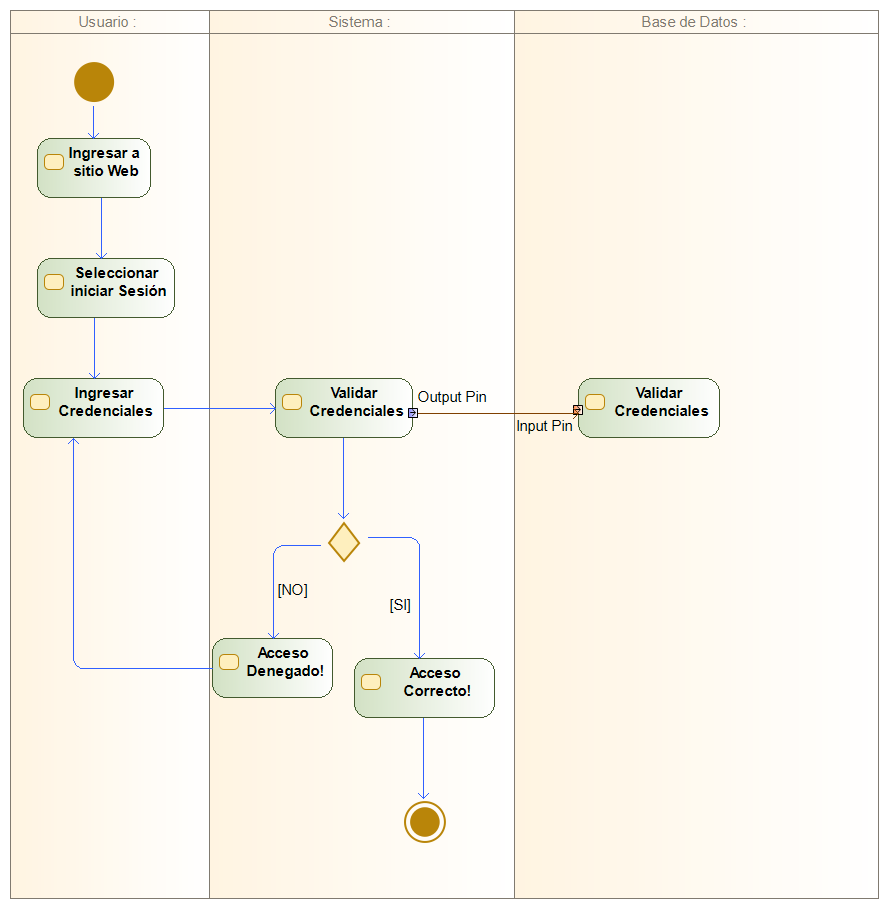 Usuario :
Sistema :
Base de Datos :
Ingresar a
sitio Web
Seleccionar
iniciar Sesión
Ingresar
Credenciales
Validar
Credenciales
Output Pin
Input Pin
Validar
Credenciales
[NO]
[SI]
Acceso
Denegado!
Acceso
Correcto!